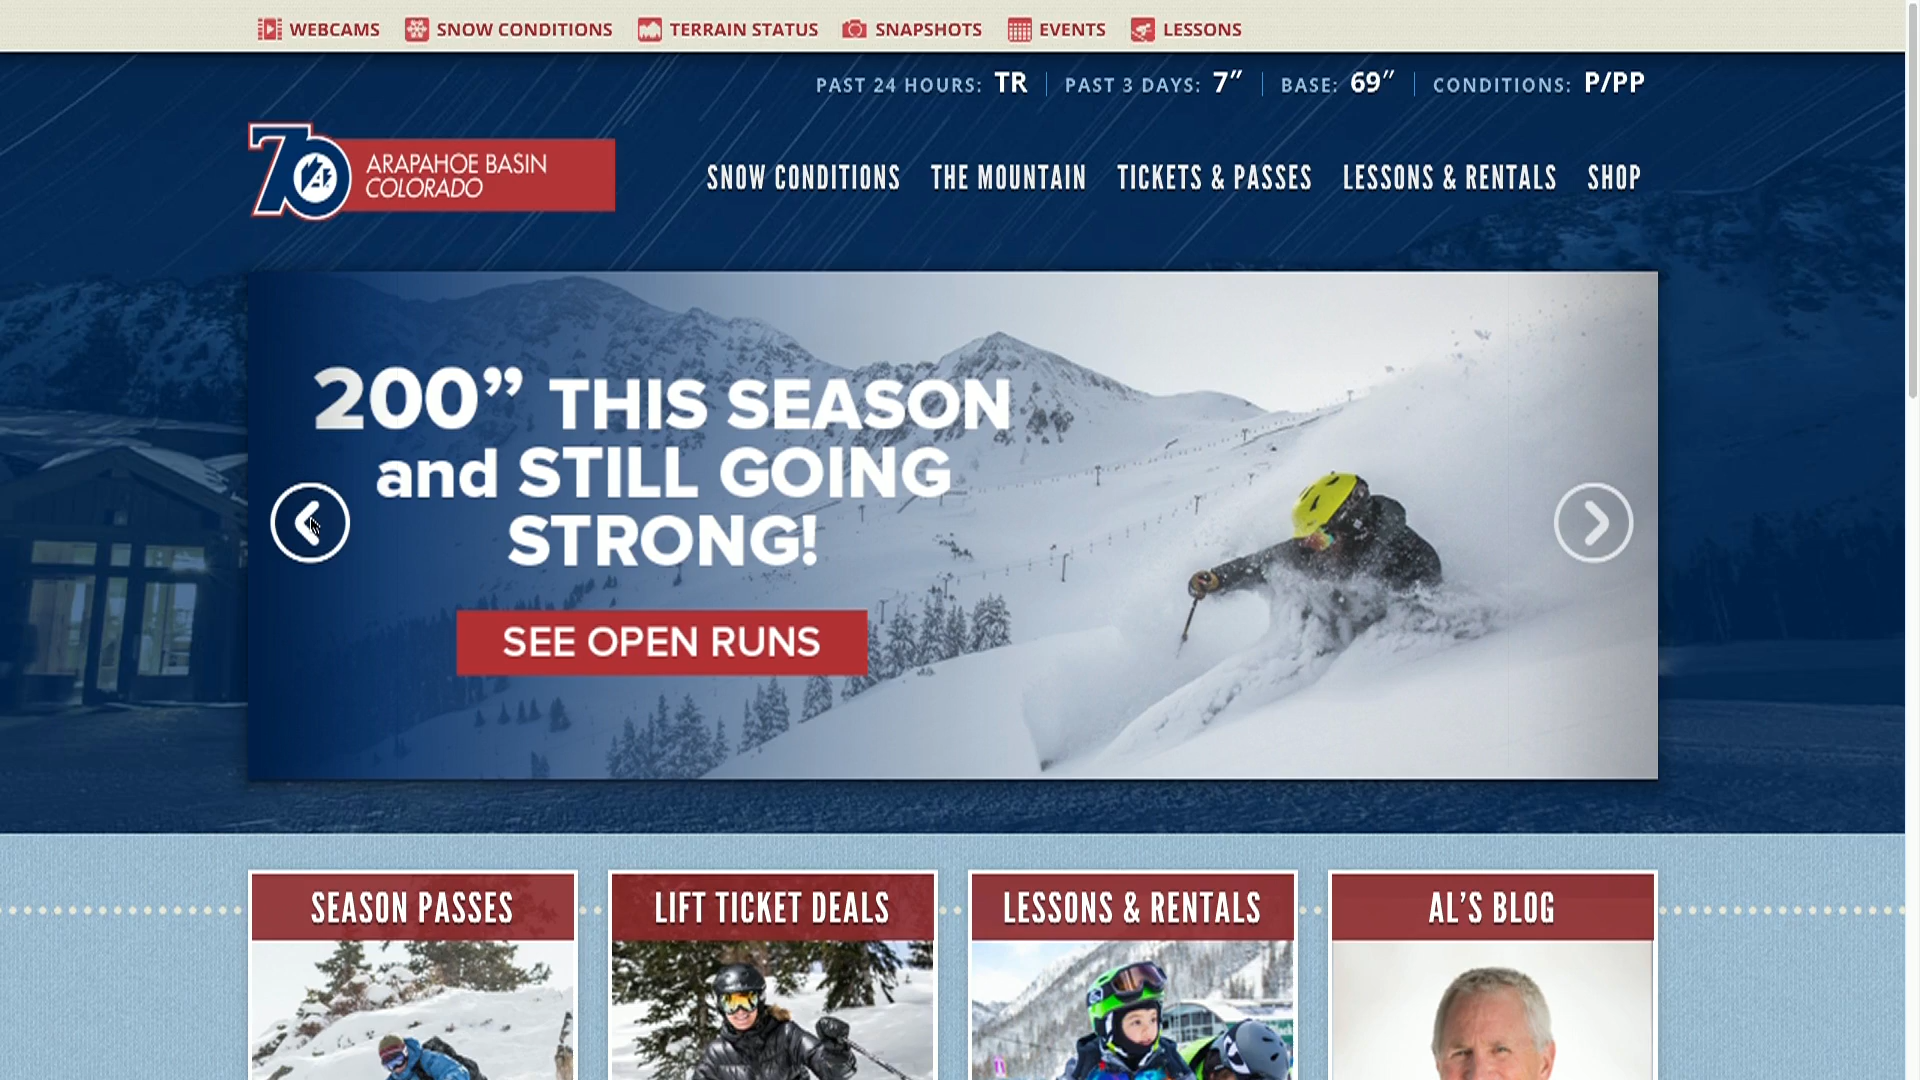 WEBCAMS SNOW CONDITIONS TERRAIN STATUS SNAPSHOTS EVENTS LESSONS
PAST 24 HOURS: TR PAST 3 DAYS: 7” BASE: 69” CONDITIONS: P/PP
70 ARAPAHOE BASIN
COLORADO
SNOW CONDITIONS THE MOUNTAIN TICKETS & PASSES LESSONS & RENTALS SHOP
200” THIS SEASON
and STILL GOING
STRONG!
SEE OPEN RUNS
SEASON PASSES LIFT TICKET DEALS LESSONS & RENTALS AL’S BLOG